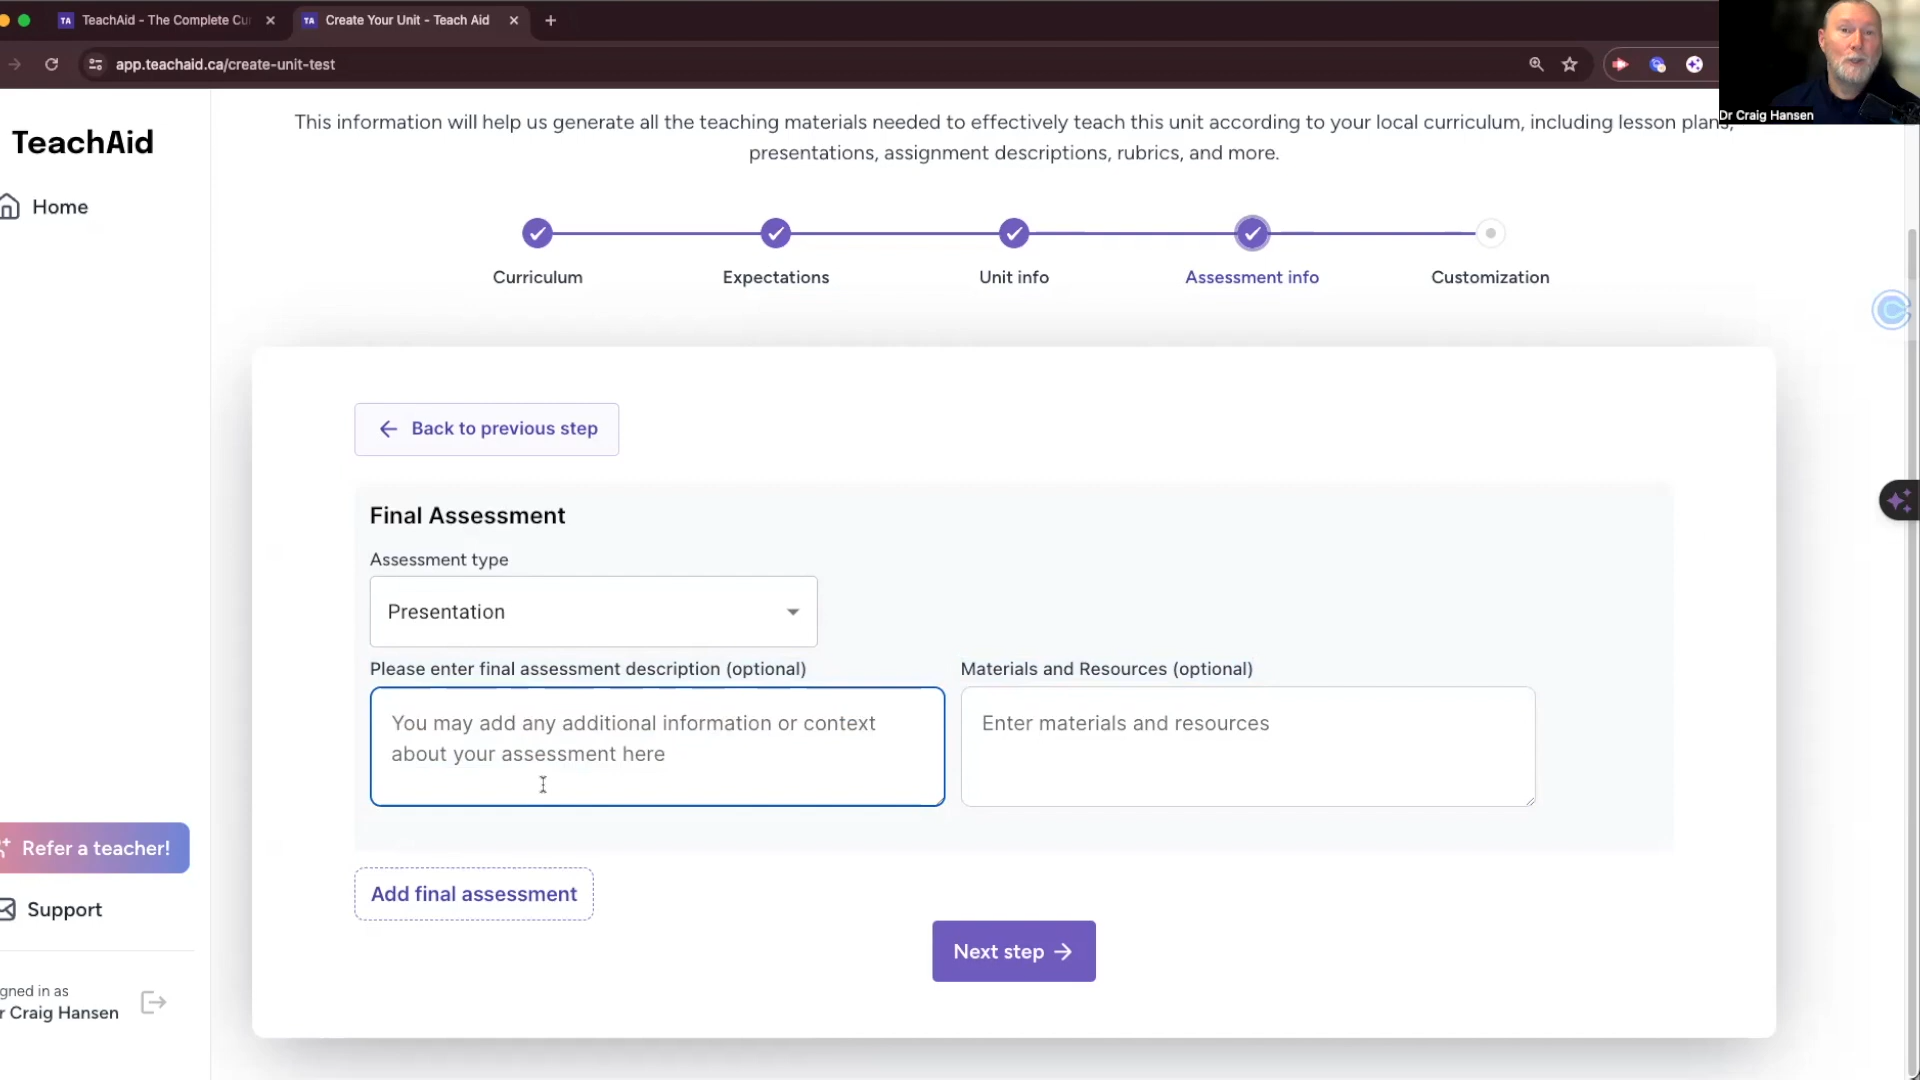 TeachAid - The Complete Cu
Create Your Unit - Teach Aid
app.teachaid.ca/create-unit-test
Dr Craig Hansen
TeachAid
Home
Refer a teacher!
Support
gned in as
r Craig Hansen
This information will help us generate all the teaching materials needed to effectively teach this unit according to your local curriculum, including lesson plans,
presentations, assignment descriptions, rubrics, and more.
Curriculum
Expectations
Unit info
Assessment info
Customization
Back to previous step
Final Assessment
Assessment type
Presentation
Please enter final assessment description (optional)
You may add any additional information or context
about your assessment here
Materials and Resources (optional)
Enter materials and resources
Add final assessment
Next step